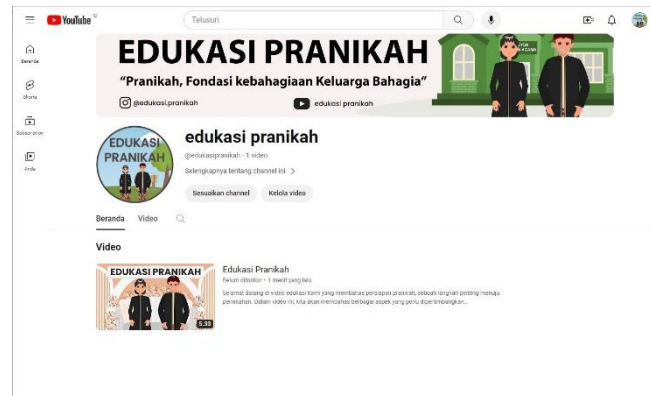 YouTube
Telusuri
Beranda
Shorts
Subscription
Anda
EDUKASI PRANIKAH
“Pranikah, Fondasi kebahagiaan Keluarga Bahagia”
@edukasi.pranikah
edukasi pranikah
EDUKASI PRANIKAH
edukasi pranikah
@edukasipranikah • 1 video
Selengkapnya tentang channel ini >
Sesuaikan channel
Kelola video
Beranda
Video
Video
EDUKASI PRANIKAH
5.33
Edukasi Pranikah
Belum ditonton • 1 menit yang lalu
Selamat datang di video edukasi kami yang membahas persiapan pranikah, sebuah langkah penting menuju
pernikahan. Dalam video ini, kita akan membahas berbagai aspek yang perlu dipertimbangkan...